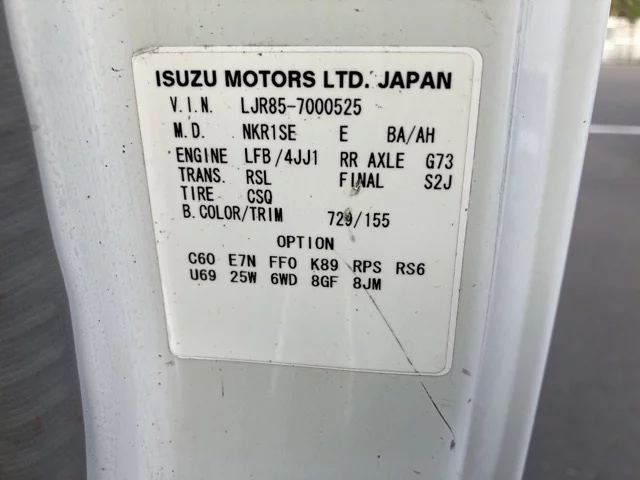 ISUZU MOTORS LTD. JAPAN
V.I.N. LJR85-7000525
M.D. NKR1SE E BA/AH
ENGINE LFB/4JJ1 RR AXLE G73
TRANS. RSL FINAL S2J
TIRE CSQ
B.COLOR/TRIM 729/155
OPTION
C60 E7N FF0 K89 RPS RS6
U69 25W 6WD 8GF 8JM